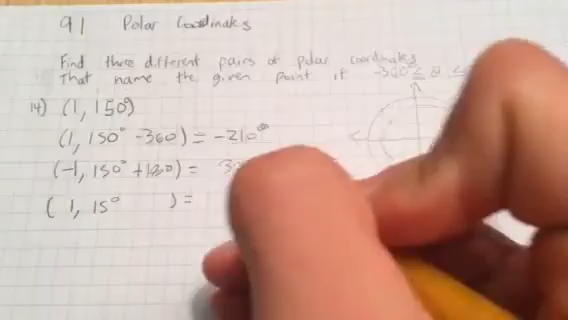 9.1 Polar Coordinates
Find three different pairs of polar coordinates
That name the given point if -360 ≤ θ ≤
14) (1, 150)
(1, 150° -360) = -210°
(-1, 150° +180) = 33
( 1, 15° ) =